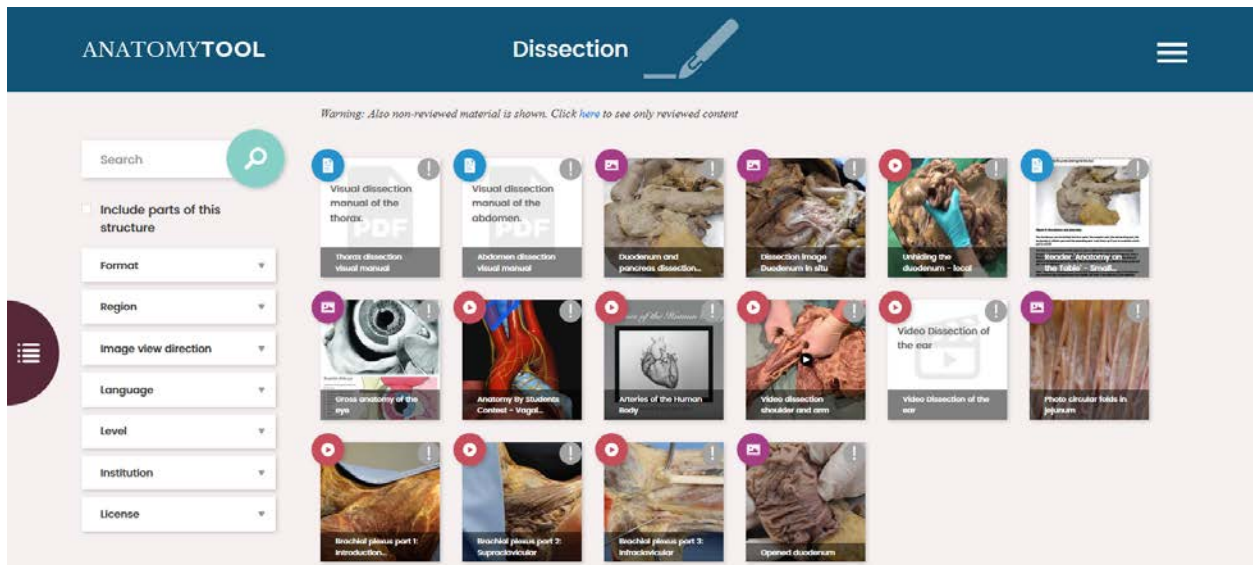 ANATOMYTOOL
Dissection
Warning: Also non-reviewed material is shown. Click here to see only reviewed content
Search
Include parts of this
structure
Format
Region
Image view direction
Language
Level
Institution
License
Visual dissection
manual of the
thorax.
PDF
Thorax dissection
visual manual
Visual dissection
manual of the
abdomen.
PDF
Abdomen dissection
visual manual
Duodenum and
pancreas dissection...
Dissection image
Duodenum in situ
Unhiding the
duodenum - local
Reader 'Anatomy on
the Table' - Small...
Gross anatomy of the
eye
Anatomy By Students
Contest - Vagal...
of the Human
Arteries of the Human
Body
Video dissection
shoulder and arm
Video Dissection of
the ear
Video Dissection of the
ear
Photo circular folds in
jejunum
Brachial plexus part 1:
Introduction...
Brachial plexus part 2:
Supraclavicular
Brachial plexus part 3:
Infraclavicular
Opened duodenum